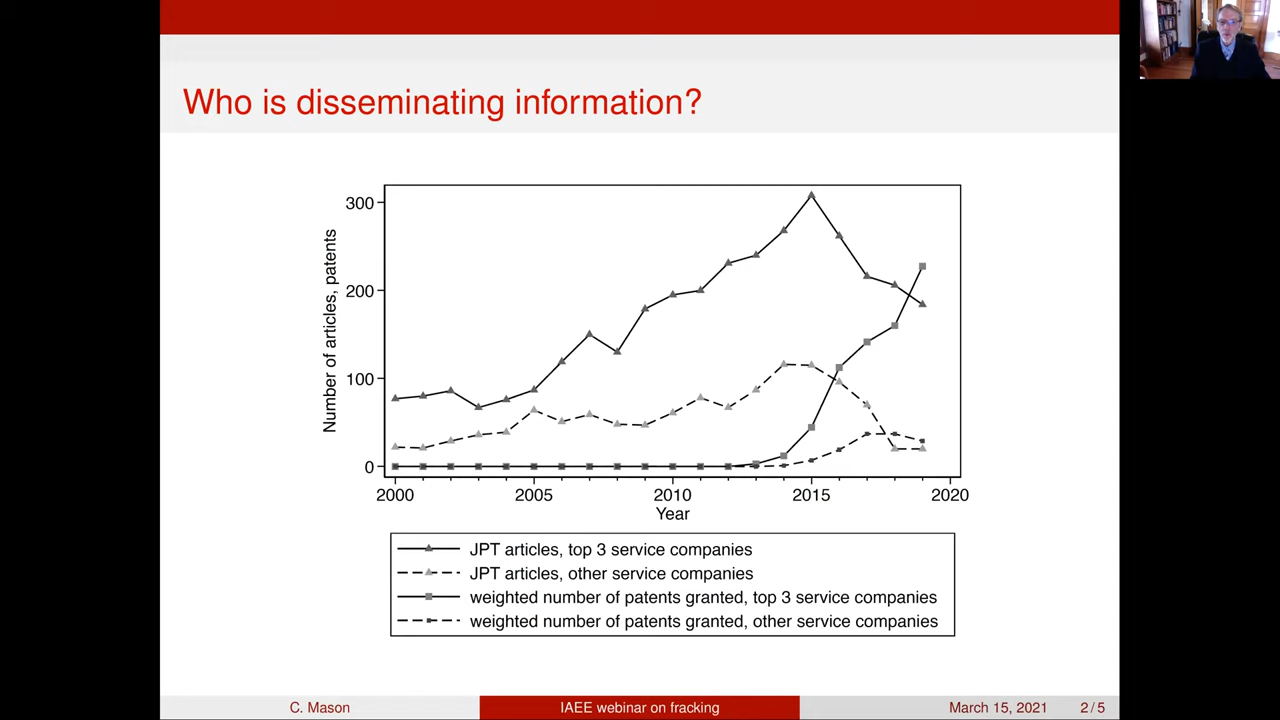 Who is disseminating information?
Number of articles, patents
300
200
100
0
2000 2005 2010 2015 2020
Year
JPT articles, top 3 service companies
JPT articles, other service companies
weighted number of patents granted, top 3 service companies
weighted number of patents granted, other service companies
C. Mason IAEE webinar on fracking March 15, 2021 2/5